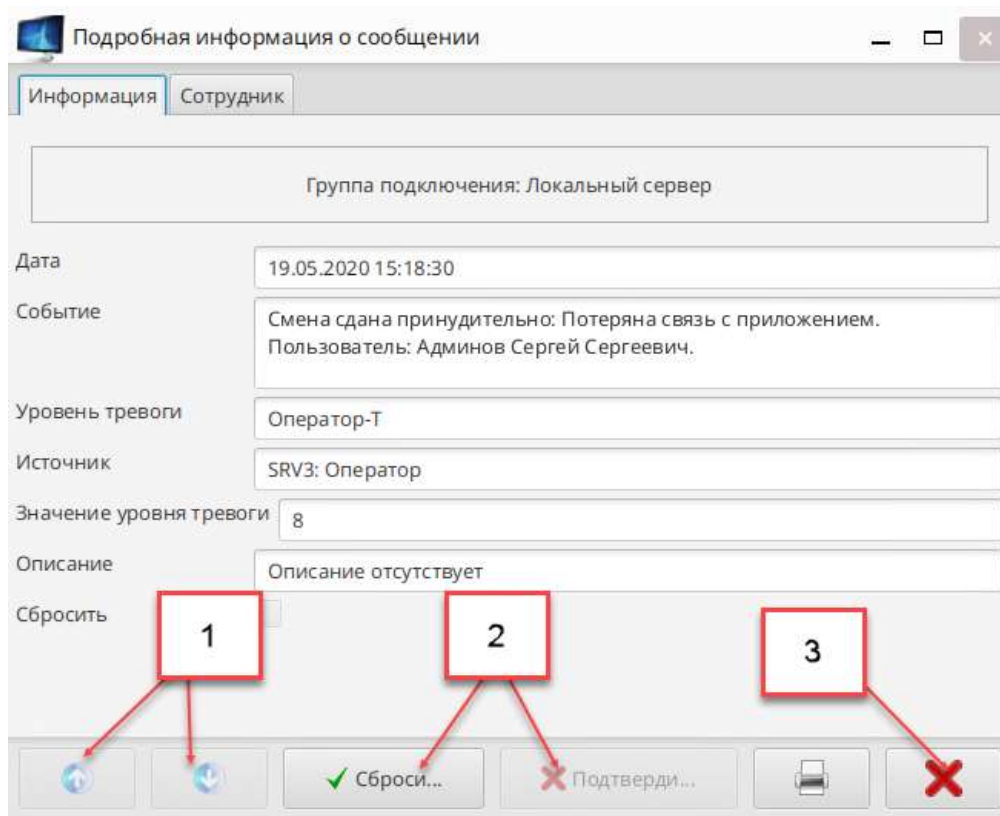 Подробная информация о сообщении
Информация Сотрудник
Группа подключения: Локальный сервер
Дата 19.05.2020 15:18:30
Событие Смена сдана принудительно: Потеряна связь с приложением.
Пользователь: Админов Сергей Сергеевич.
Уровень тревоги Оператор-Т
Источник SRV3: Оператор
Значение уровня тревоги 8
Описание Описание отсутствует
Сбросить
1 2 3
Сброси... Подтверди...